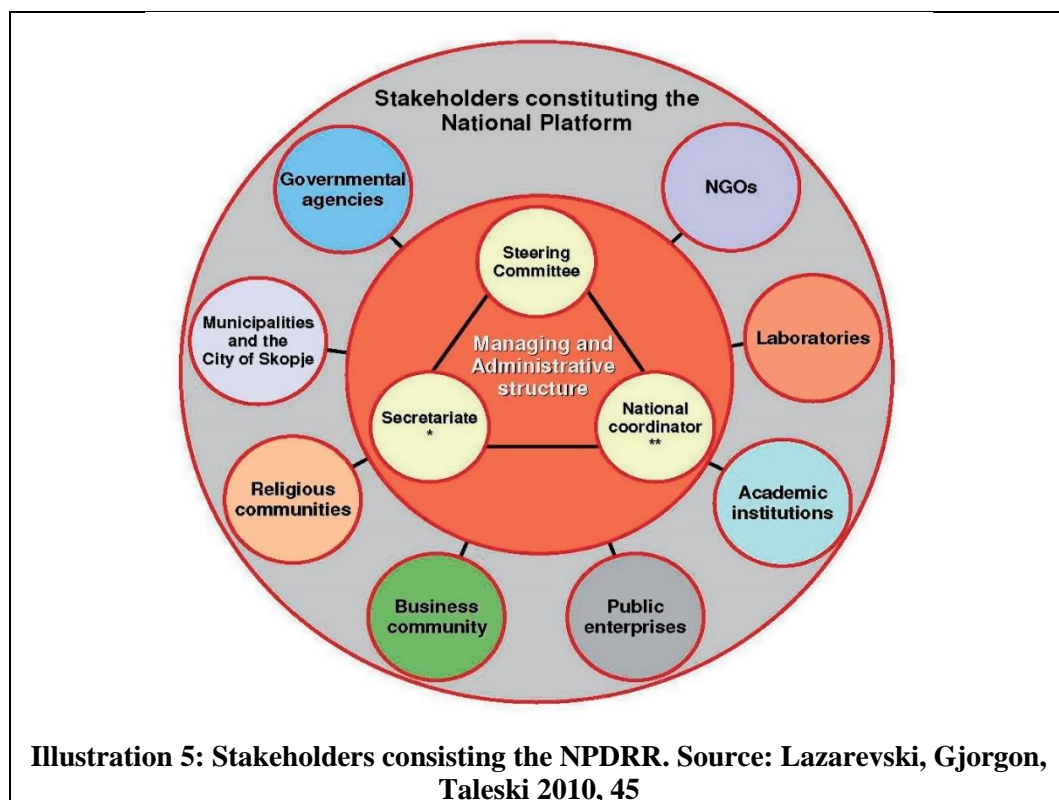 Stakeholders constituting the
National Platform
Governmental
agencies
NGOs
Steering
Committee
Municipalities
and the
City of Skopje
Managing and
Administrative
structure
Laboratories
Secretariate
*
National
coordinator
**
Religious
communities
Academic
institutions
Business
community
Public
enterprises
Illustration 5: Stakeholders consisting the NPDRR. Source: Lazarevski, Gjorgon,
Taleski 2010, 45